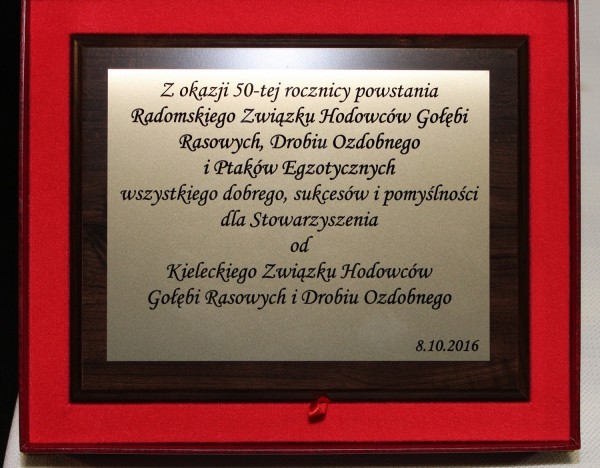 Z okazji 50-tej rocznicy powstania
Radomskiego Związku Hodowców Gołębi
Rasowych, Drobiu Ozdobnego
i Ptaków Egzotycznych
wszystkiego dobrego, sukcesów i pomyślności
dla Stowarzyszenia
od
Kieleckiego Związku Hodowców
Gołębi Rasowych i Drobiu Ozdobnego
8.10.2016